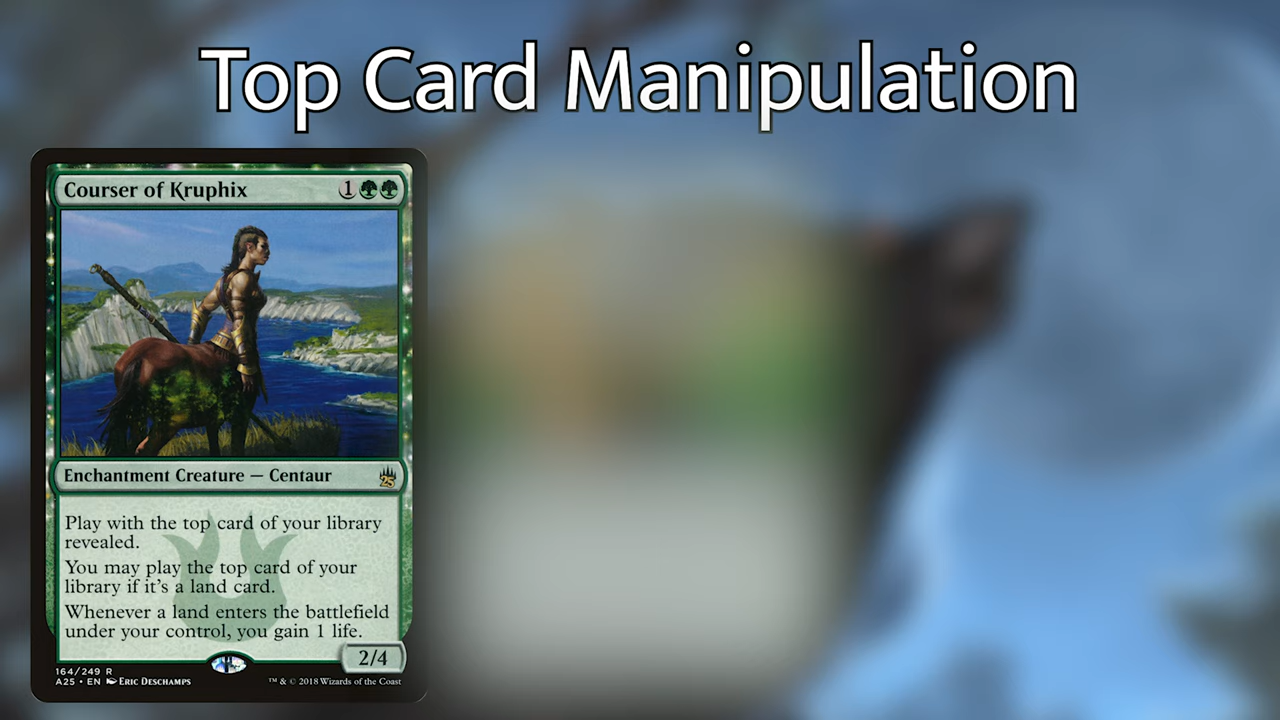 Top Card Manipulation
Courser of Kruphix 1
Enchantment Creature — Centaur
25
Play with the top card of your library
revealed.
You may play the top card of your
library if it's a land card.
Whenever a land enters the battlefield
under your control, you gain 1 life.
2/4
164/249 R
A25 • EN Eric Deschamps
™ & © 2018 Wizards of the Coast